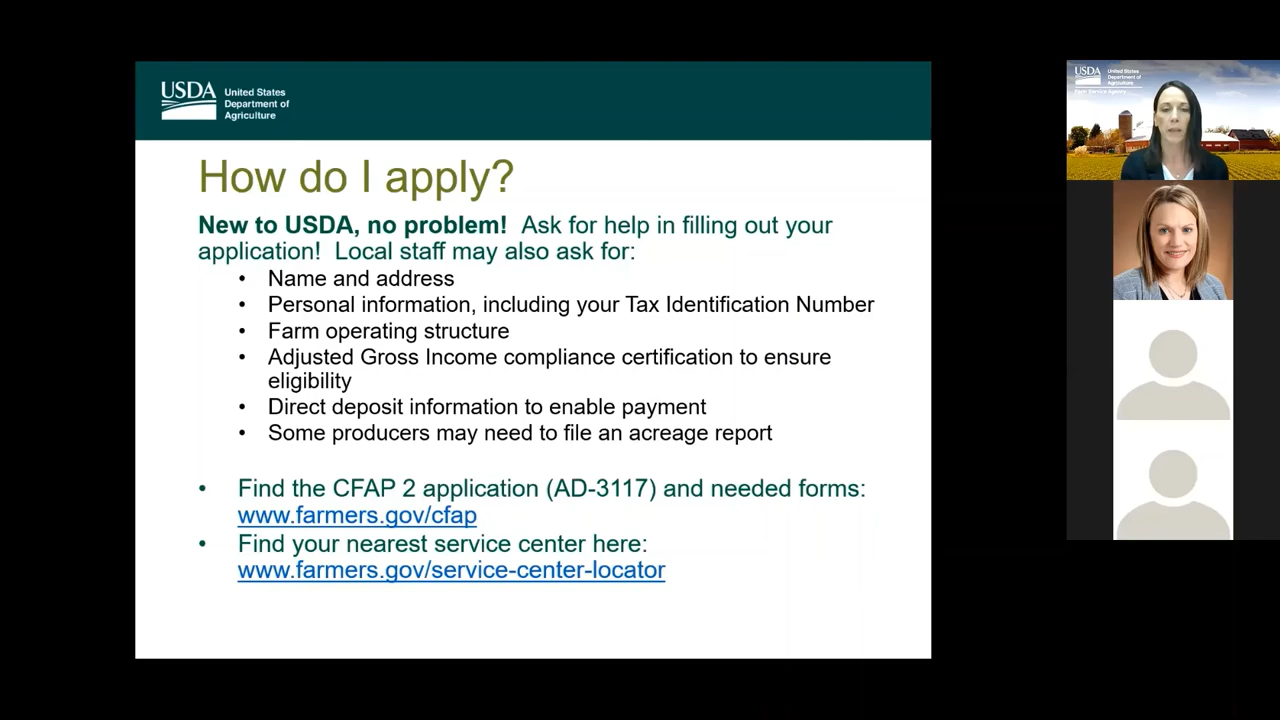 USDA
United States
Department of
Agriculture
How do I apply?
New to USDA, no problem! Ask for help in filling out your
application! Local staff may also ask for:
• Name and address
• Personal information, including your Tax Identification Number
• Farm operating structure
• Adjusted Gross Income compliance certification to ensure
eligibility
• Direct deposit information to enable payment
• Some producers may need to file an acreage report
• Find the CFAP 2 application (AD-3117) and needed forms:
www.farmers.gov/cfap
• Find your nearest service center here:
www.farmers.gov/service-center-locator
USDA
United States
Department of
Agriculture
Farm Service Agency